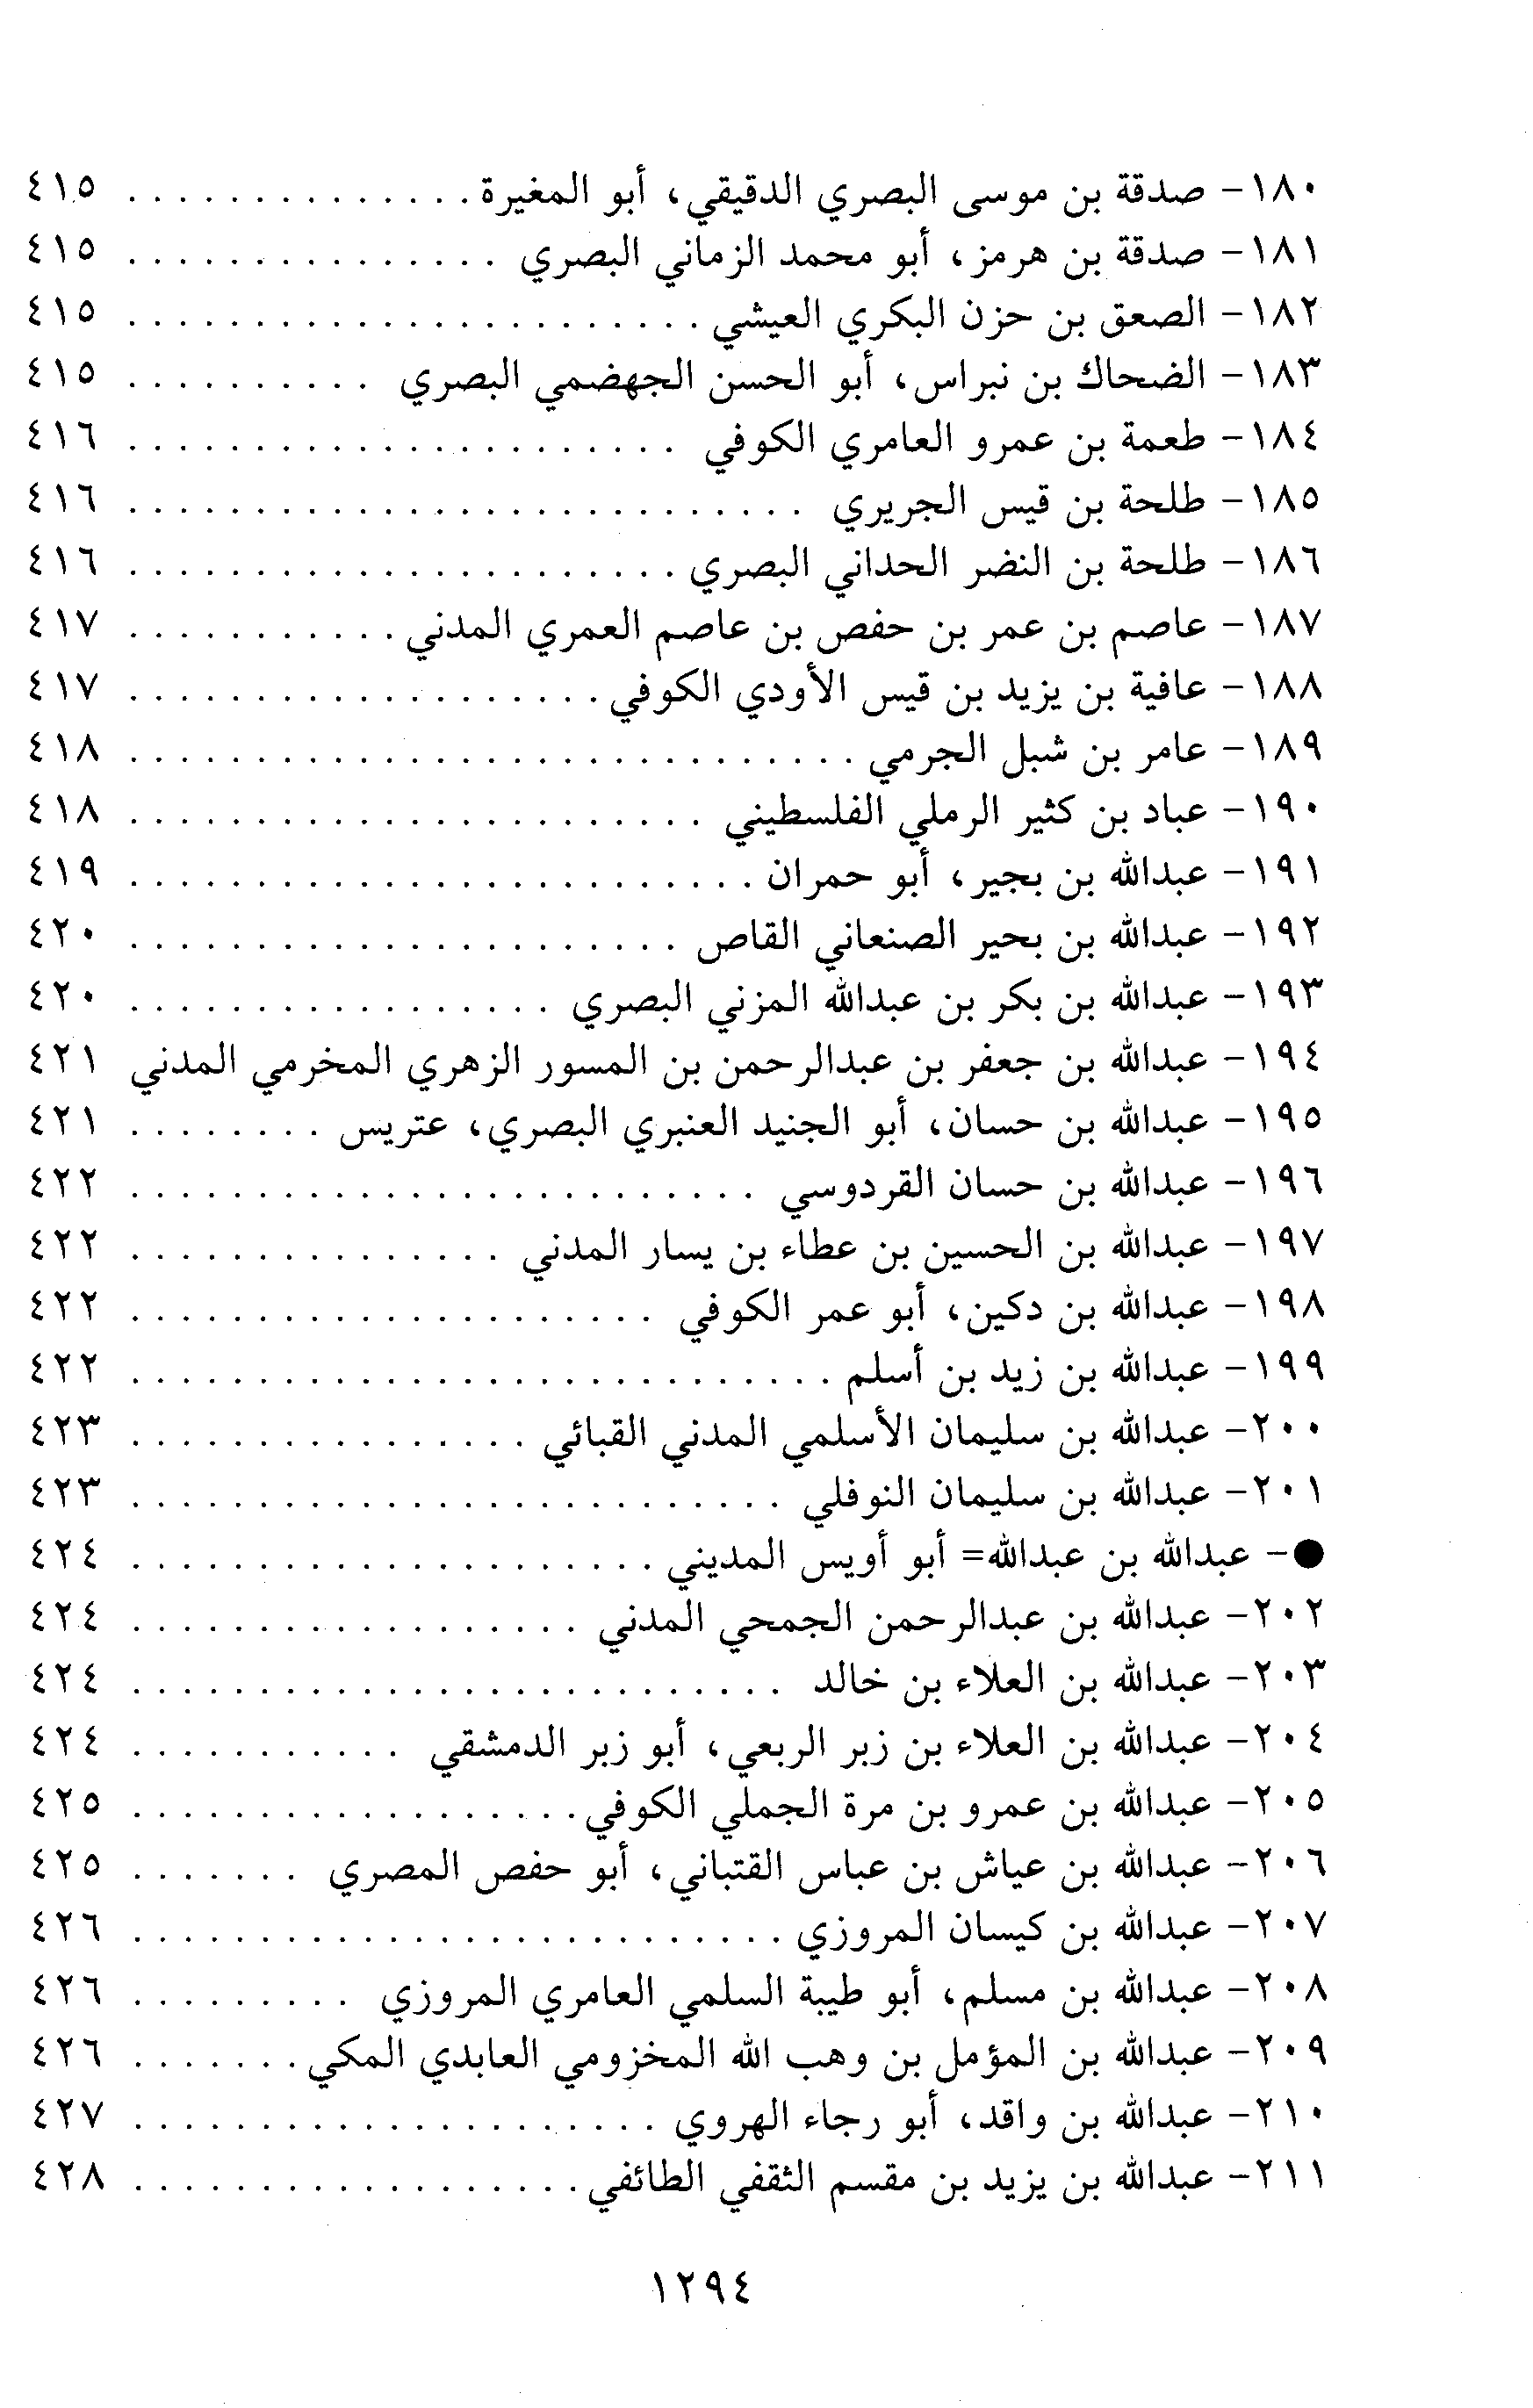 ١٨٠- صدقة بن موسى البصري الدقيقي، أبو المغيرة . . . . . . . . . . . . . . ٤١٥
١٨١- صدقة بن هرمز، أبو محمد الزماني البصري . . . . . . . . . . . . . . . ٤١٥
١٨٢- الصعق بن حزن البكري العيشي . . . . . . . . . . . . . . . . . . . . . . . ٤١٥
١٨٣- الضحاك بن نبراس، أبو الحسن الجهضمي البصري . . . . . . . . . . ٤١٥
١٨٤- طعمة بن عمرو العامري الكوفي . . . . . . . . . . . . . . . . . . . . . . ٤١٦
١٨٥- طلحة بن قيس الجريري . . . . . . . . . . . . . . . . . . . . . . . . . . . ٤١٦
١٨٦- طلحة بن النضر الحداني البصري . . . . . . . . . . . . . . . . . . . . . . ٤١٦
١٨٧- عاصم بن عمر بن حفص بن عاصم العمري المدني . . . . . . . . . . . ٤١٧
١٨٨- عافية بن يزيد بن قيس الأودي الكوفي . . . . . . . . . . . . . . . . . . . ٤١٧
١٨٩- عامر بن شبل الجرمي . . . . . . . . . . . . . . . . . . . . . . . . . . . . . ٤١٨
١٩٠- عباد بن كثير الرملي الفلسطيني . . . . . . . . . . . . . . . . . . . . . . . ٤١٨
١٩١- عبدالله بن بجير، أبو حمران . . . . . . . . . . . . . . . . . . . . . . . . . ٤١٩
١٩٢- عبدالله بن بحير الصنعاني القاص . . . . . . . . . . . . . . . . . . . . . . ٤٢٠
١٩٣- عبدالله بن بكر بن عبدالله المزني البصري . . . . . . . . . . . . . . . . . ٤٢٠
١٩٤- عبدالله بن جعفر بن عبدالرحمن بن المسور الزهري المخرمي المدني ٤٢١
١٩٥- عبدالله بن حسان، أبو الجنيد العنبري البصري، عتريس . . . . . . . . ٤٢١
١٩٦- عبدالله بن حسان القردوسي . . . . . . . . . . . . . . . . . . . . . . . . . ٤٢٢
١٩٧- عبدالله بن الحسين بن عطاء بن يسار المدني . . . . . . . . . . . . . . . ٤٢٢
١٩٨- عبدالله بن دكين، أبو عمر الكوفي . . . . . . . . . . . . . . . . . . . . . ٤٢٢
١٩٩- عبدالله بن زيد بن أسلم . . . . . . . . . . . . . . . . . . . . . . . . . . . . ٤٢٢
٢٠٠- عبدالله بن سليمان الأسلمي المدني القبائي . . . . . . . . . . . . . . . . ٤٢٣
٢٠١- عبدالله بن سليمان النوفلي . . . . . . . . . . . . . . . . . . . . . . . . . . ٤٢٣
●- عبدالله بن عبدالله= أبو أويس المديني . . . . . . . . . . . . . . . . . . . . . ٤٢٤
٢٠٢- عبدالله بن عبدالرحمن الجمحي المدني . . . . . . . . . . . . . . . . . . ٤٢٤
٢٠٣- عبدالله بن العلاء بن خالد . . . . . . . . . . . . . . . . . . . . . . . . . . ٤٢٤
٢٠٤- عبدالله بن العلاء بن زبر الربعي، أبو زبر الدمشقي . . . . . . . . . . . ٤٢٤
٢٠٥- عبدالله بن عمرو بن مرة الجملي الكوفي . . . . . . . . . . . . . . . . . . ٤٢٥
٢٠٦- عبدالله بن عياش بن عباس القتباني، أبو حفص المصري . . . . . . . ٤٢٥
٢٠٧- عبدالله بن كيسان المروزي . . . . . . . . . . . . . . . . . . . . . . . . . . ٤٢٦
٢٠٨- عبدالله بن مسلم، أبو طيبة السلمي العامري المروزي . . . . . . . . . ٤٢٦
٢٠٩- عبدالله بن المؤمل بن وهب الله المخزومي العابدي المكي . . . . . . . ٤٢٦
٢١٠- عبدالله بن واقد، أبو رجاء الهروي . . . . . . . . . . . . . . . . . . . . . ٤٢٧
٢١١- عبدالله بن يزيد بن مقسم الثقفي الطائفي . . . . . . . . . . . . . . . . . . ٤٢٨
١٢٩٤